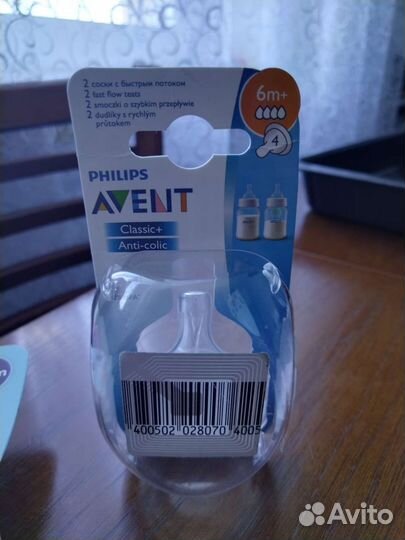 2 соски с быстрым потоком
2 fast flow teats
2 smoczki o szybkim przepływie
2 dudlíky s rychlým
průtokem
6m+
4
PHILIPS
AVENT
Classic+
Anti-colic
400502 028070 4005
Avito